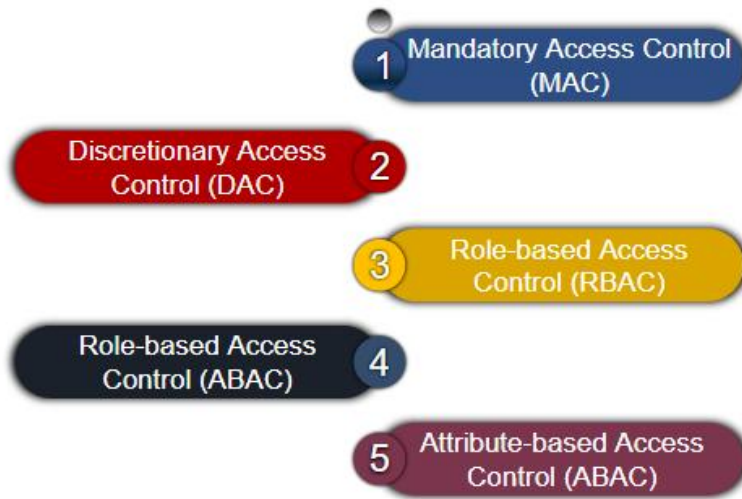 1
Mandatory Access Control
(MAC)
Discretionary Access
Control (DAC)
2
3
Role-based Access
Control (RBAC)
Role-based Access
Control (ABAC)
4
5
Attribute-based Access
Control (ABAC)